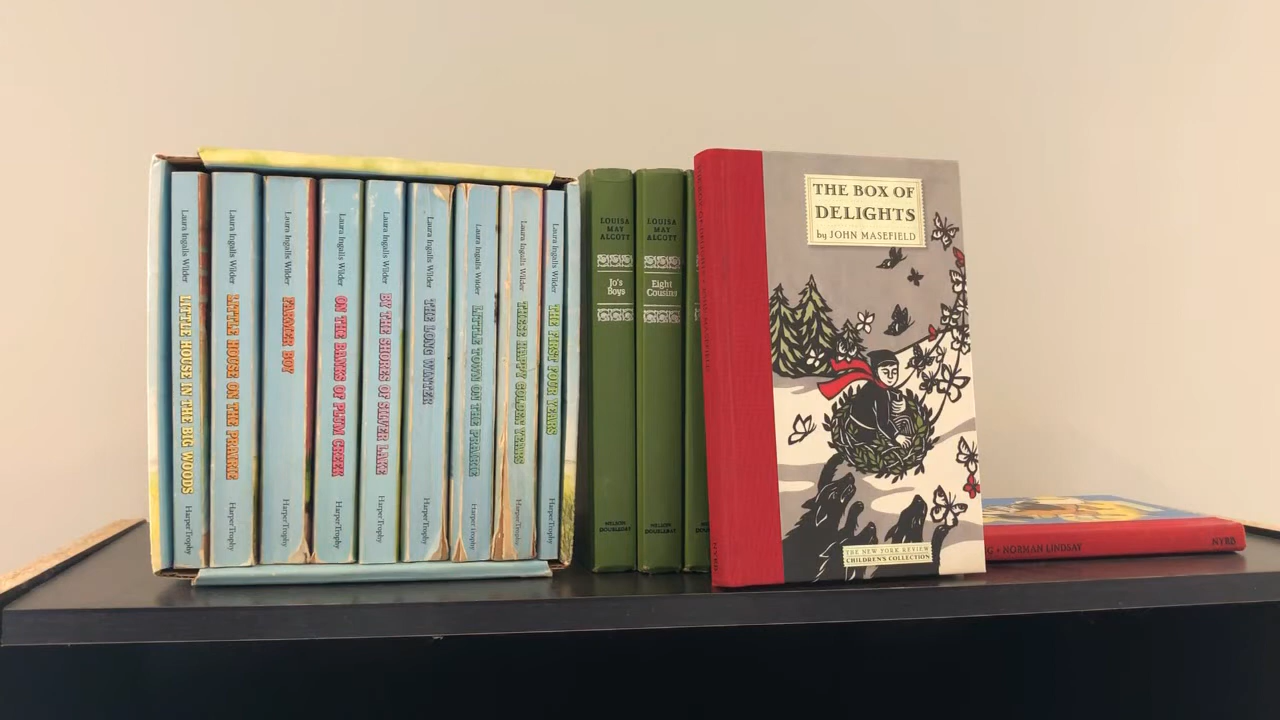 Laura Ingalls Wilder LITTLE HOUSE IN THE BIG WOODS HarperTrophy
Laura Ingalls Wilder LITTLE HOUSE ON THE PRAIRIE HarperTrophy
Laura Ingalls Wilder FARMER BOY HarperTrophy
Laura Ingalls Wilder ON THE BANKS OF PLUM CREEK HarperTrophy
Laura Ingalls Wilder BY THE SHORES OF SILVER LAKE HarperTrophy
Laura Ingalls Wilder THE LONG WINTER HarperTrophy
Laura Ingalls Wilder LITTLE TOWN ON THE PRAIRIE HarperTrophy
Laura Ingalls Wilder THESE HAPPY GOLDEN YEARS HarperTrophy
Laura Ingalls Wilder THE FIRST FOUR YEARS HarperTrophy
LOUISA
MAY
ALCOTT
Jo's
Boys
NELSON
DOUBLEDAY
LOUISA
MAY
ALCOTT
Eight
Cousins
NELSON
DOUBLEDAY
NYRB
THE BOX OF
DELIGHTS
by JOHN MASEFIELD
THE NEW YORK REVIEW
CHILDREN'S COLLECTION
• NORMAN LINDSAY NYRB